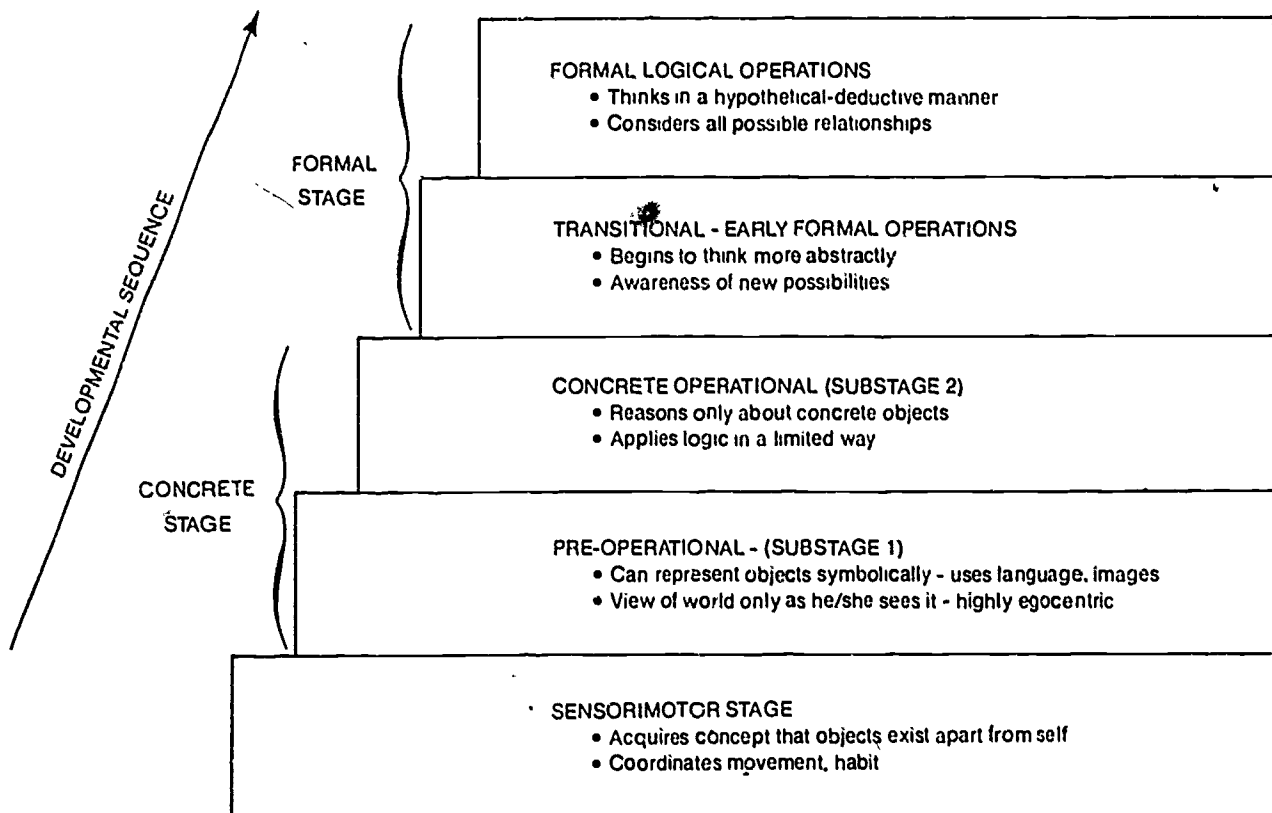 FORMAL LOGICAL OPERATIONS
• Thinks in a hypothetical-deductive manner
• Considers all possible relationships
FORMAL
STAGE
TRANSITIONAL - EARLY FORMAL OPERATIONS
• Begins to think more abstractly
• Awareness of new possibilities
DEVELOPMENTAL SEQUENCE
CONCRETE OPERATIONAL (SUBSTAGE 2)
• Reasons only about concrete objects
• Applies logic in a limited way
CONCRETE
STAGE
PRE-OPERATIONAL - (SUBSTAGE 1)
• Can represent objects symbolically - uses language, images
• View of world only as he/she sees it - highly egocentric
SENSORIMOTOR STAGE
• Acquires concept that objects exist apart from self
• Coordinates movement, habit